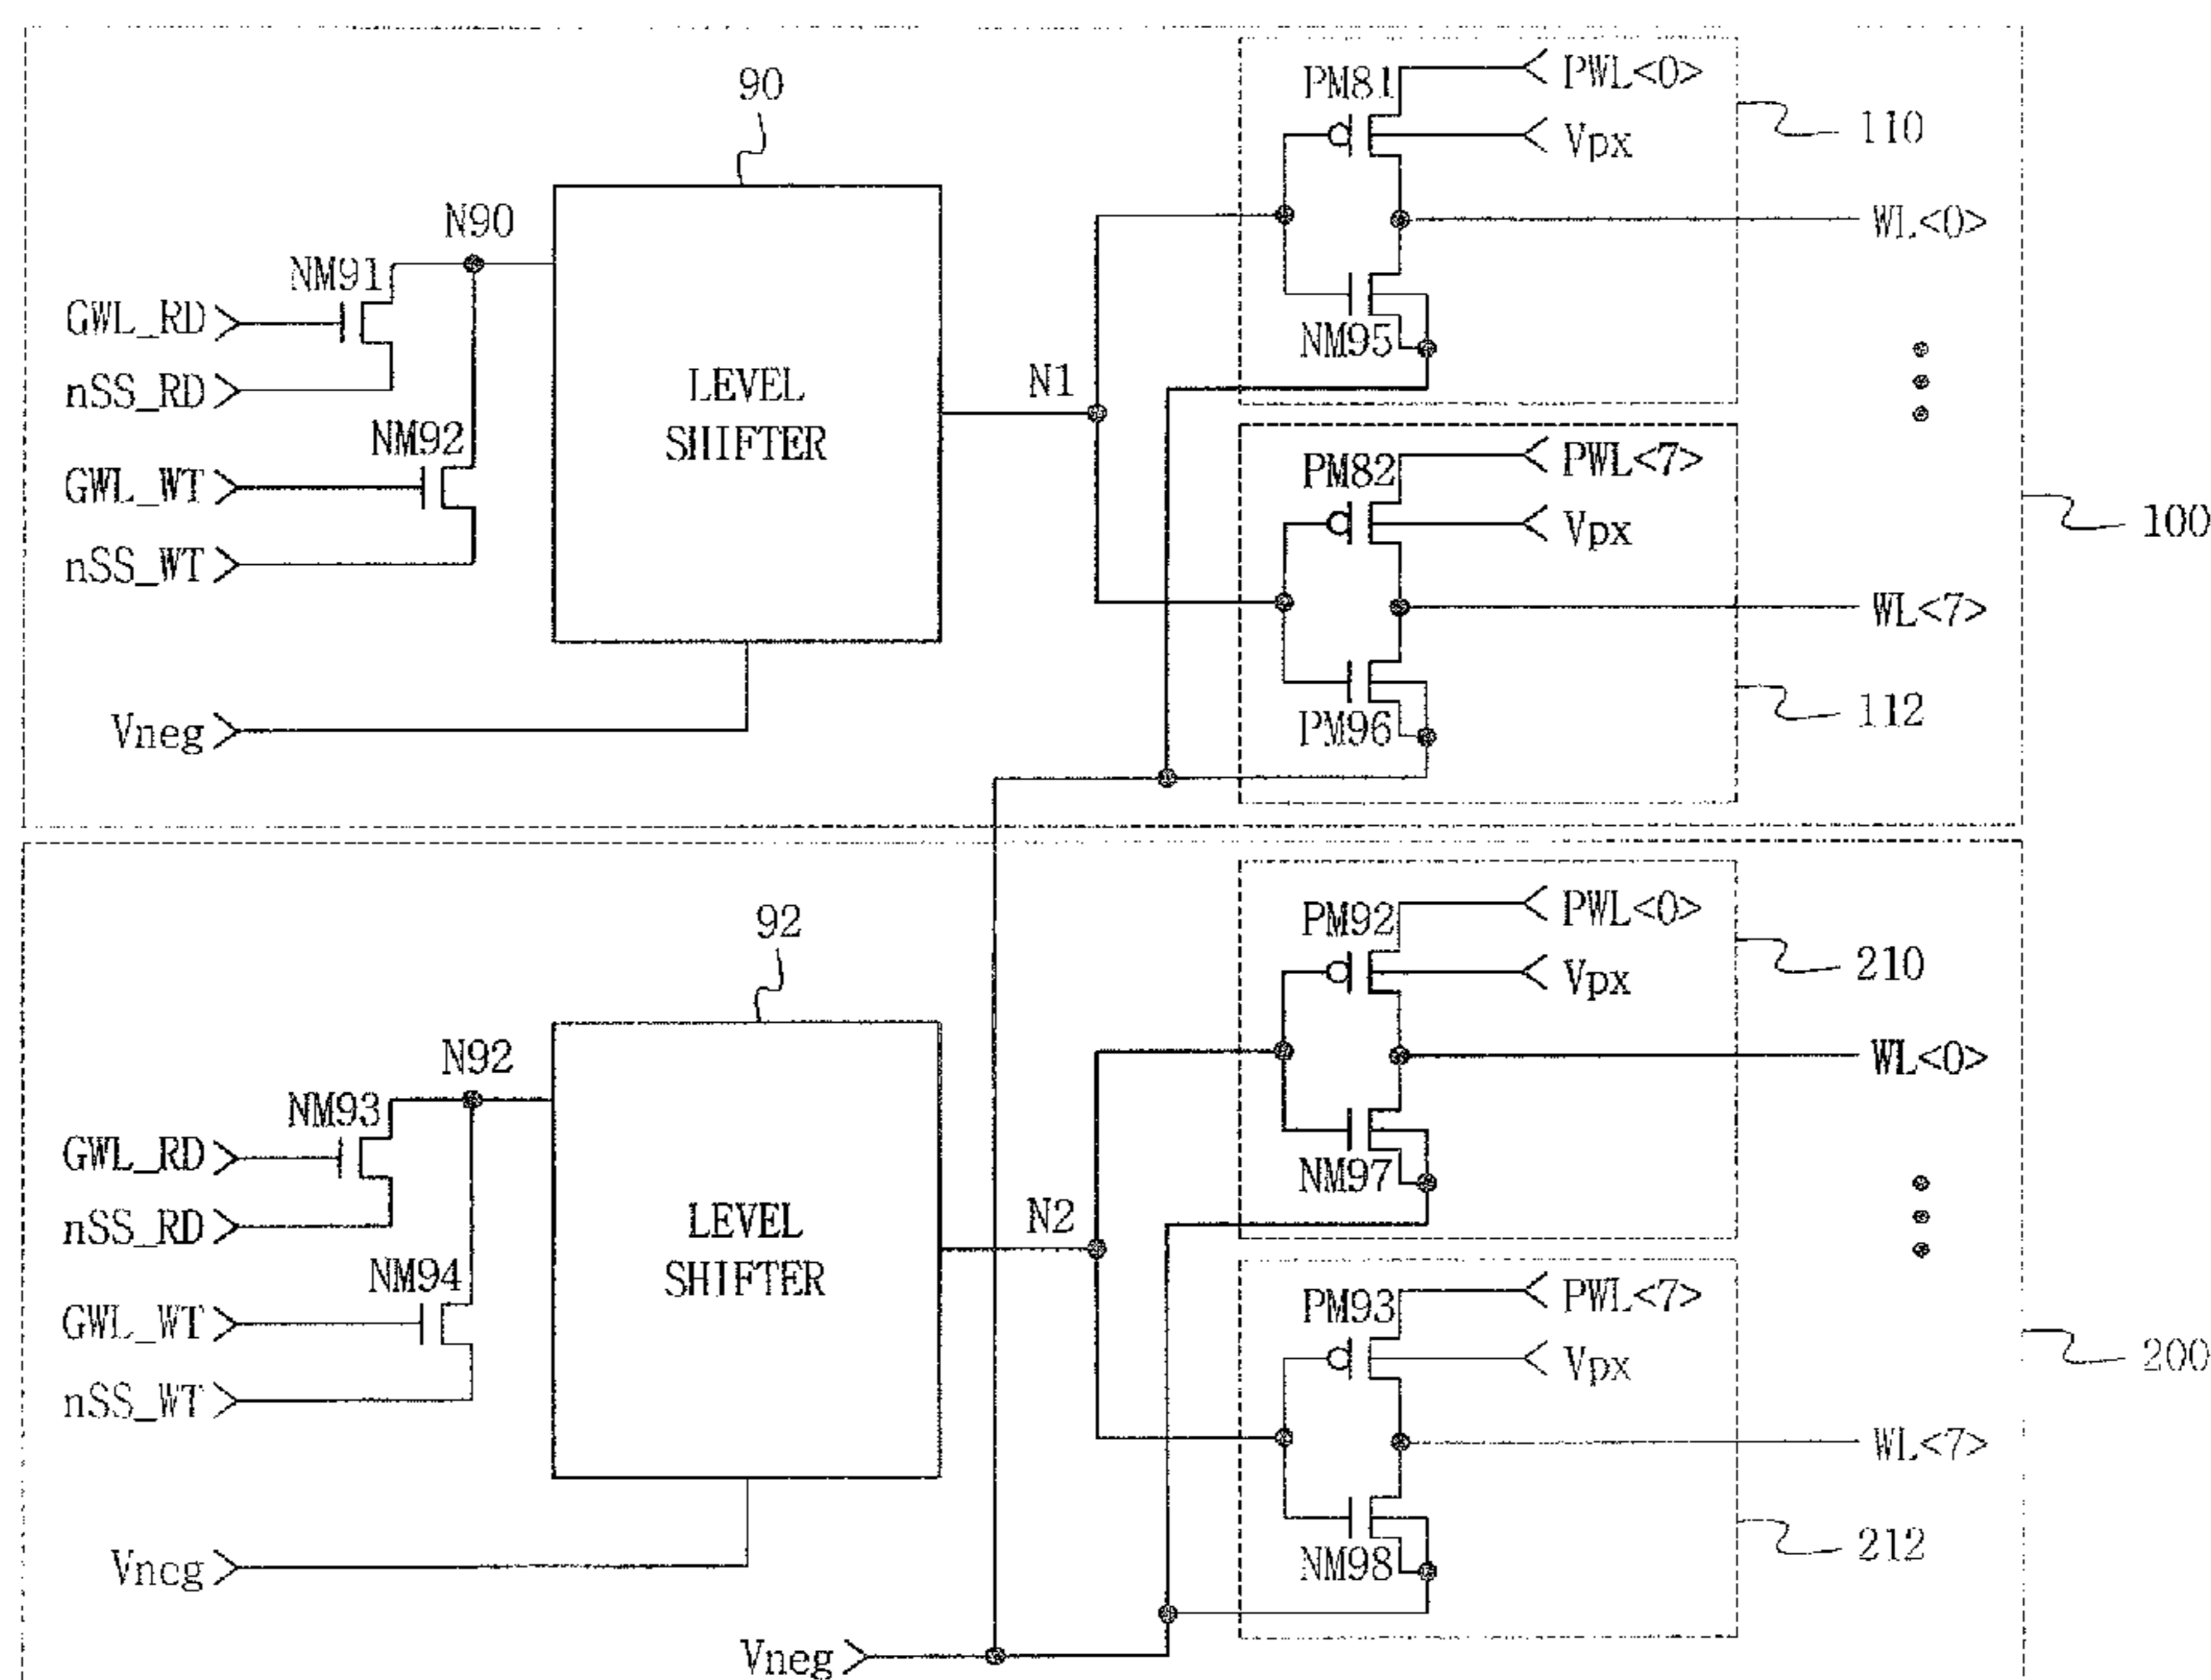 90
PM81
PWL<0>
Vpx
110
N90
NM91
GWL_RD
nSS_RD
LEVEL
SHIFTER
N1
NM95
WL<0>
NM92
GWL_WT
nSS_WT
PM82
PWL<7>
Vpx
100
WL<7>
PM96
112
Vneg
92
PM92
PWL<0>
Vpx
210
N92
NM93
GWL_RD
nSS_RD
LEVEL
SHIFTER
N2
NM97
WL<0>
NM94
GWL_WT
nSS_WT
PM93
PWL<7>
Vpx
200
WL<7>
NM98
212
Vneg
Vneg